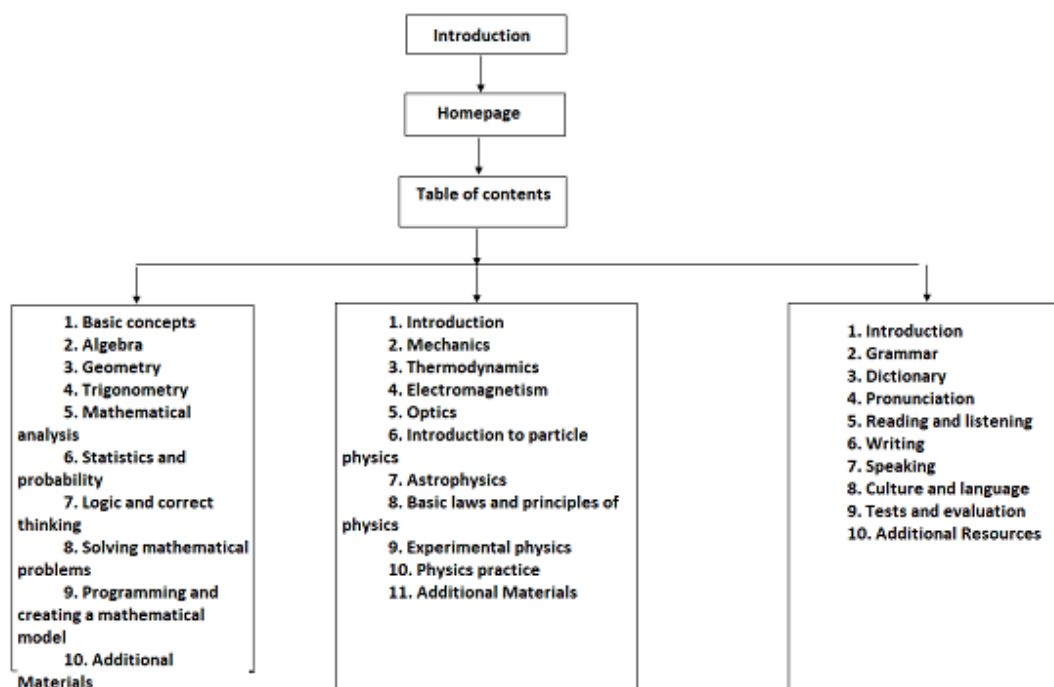 Introduction
Homepage
Table of contents
1. Basic concepts
2. Algebra
3. Geometry
4. Trigonometry
5. Mathematical
analysis
6. Statistics and
probability
7. Logic and correct
thinking
8. Solving mathematical
problems
9. Programming and
creating a mathematical
model
10. Additional
Materials
1. Introduction
2. Mechanics
3. Thermodynamics
4. Electromagnetism
5. Optics
6. Introduction to particle
physics
7. Astrophysics
8. Basic laws and principles of
physics
9. Experimental physics
10. Physics practice
11. Additional Materials
1. Introduction
2. Grammar
3. Dictionary
4. Pronunciation
5. Reading and listening
6. Writing
7. Speaking
8. Culture and language
9. Tests and evaluation
10. Additional Resources